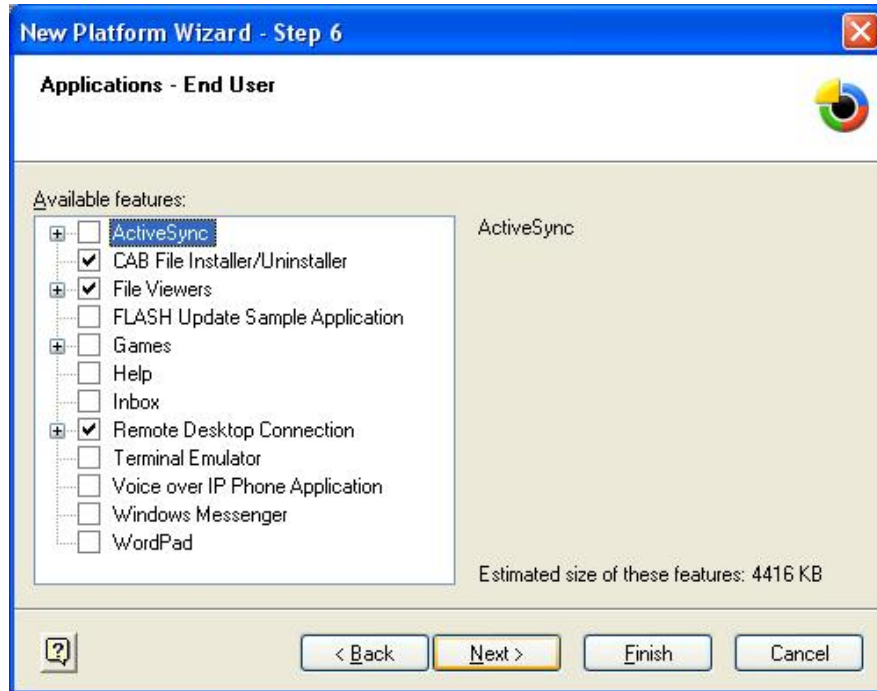 New Platform Wizard - Step 6
Applications - End User
Available features:
ActiveSync
CAB File Installer/Uninstaller
File Viewers
FLASH Update Sample Application
Games
Help
Inbox
Remote Desktop Connection
Terminal Emulator
Voice over IP Phone Application
Windows Messenger
WordPad
ActiveSync
Estimated size of these features: 4416 KB
< Back
Next >
Finish
Cancel